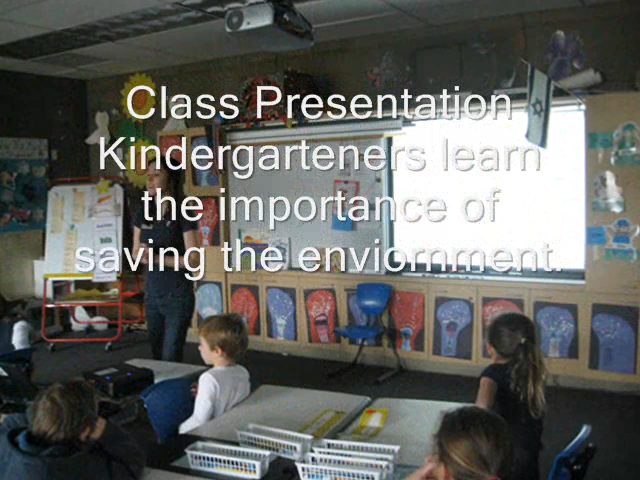 Class Presentation
Kindergarteners learn
the importance of
saving the enviornment.